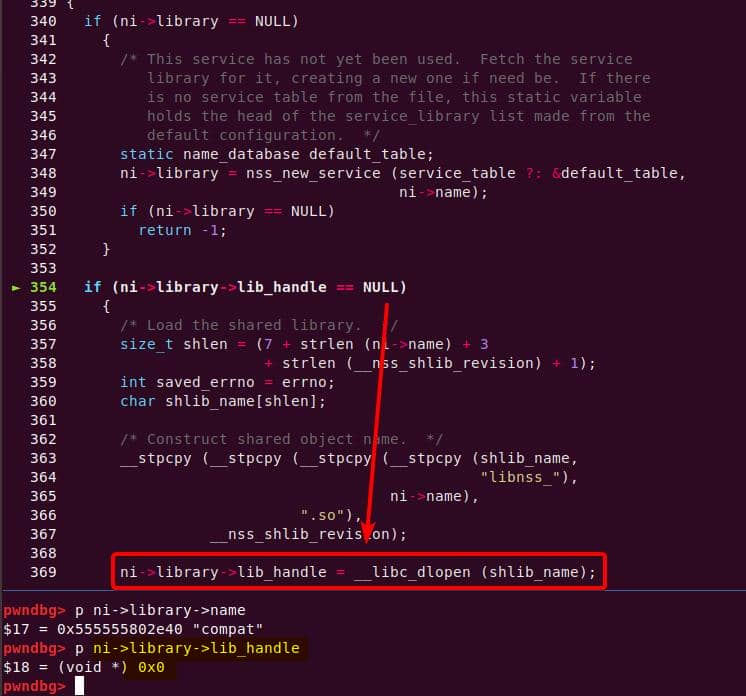 339 {
340 if (ni->library == NULL)
341 {
342 /* This service has not yet been used. Fetch the service
343 library for it, creating a new one if need be. If there
344 is no service table from the file, this static variable
345 holds the head of the service_library list made from the
346 default configuration. */
347 static name_database default_table;
348 ni->library = nss_new_service (service_table ?: &default_table,
349 ni->name);
350 if (ni->library == NULL)
351 return -1;
352 }
353
► 354 if (ni->library->lib_handle == NULL)
355 {
356 /* Load the shared library. */
357 size_t shlen = (7 + strlen (ni->name) + 3
358 + strlen (__nss_shlib_revision) + 1);
359 int saved_errno = errno;
360 char shlib_name[shlen];
361
362 /* Construct shared object name. */
363 __stpcpy (__stpcpy (__stpcpy (__stpcpy (shlib_name,
364 "libnss_"),
365 ni->name),
366 ".so"),
367 __nss_shlib_revision);
368
369 ni->library->lib_handle = __libc_dlopen (shlib_name);
pwndbg> p ni->library->name
$17 = 0x555555802e40 "compat"
pwndbg> p ni->library->lib_handle
$18 = (void *) 0x0
pwndbg>